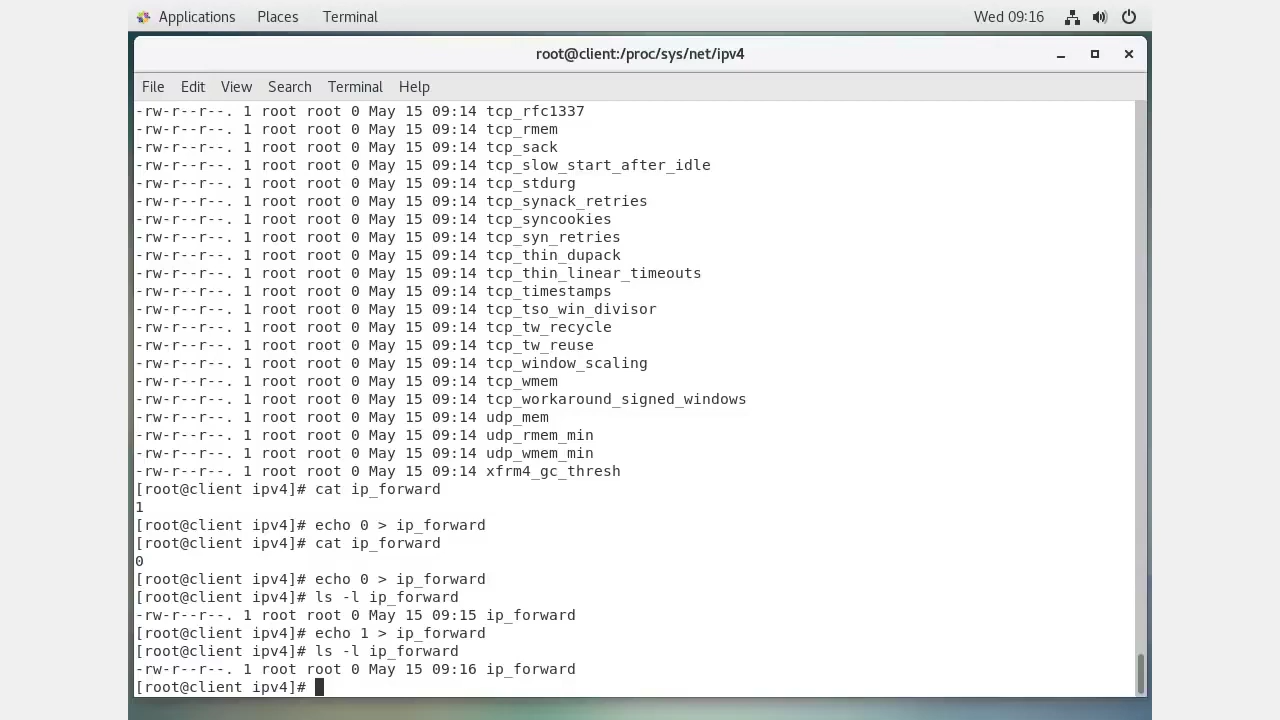 Applications Places Terminal Wed 09:16
root@client:/proc/sys/net/ipv4
File Edit View Search Terminal Help
-rw-r--r--. 1 root root 0 May 15 09:14 tcp_rfc1337
-rw-r--r--. 1 root root 0 May 15 09:14 tcp_rmem
-rw-r--r--. 1 root root 0 May 15 09:14 tcp_sack
-rw-r--r--. 1 root root 0 May 15 09:14 tcp_slow_start_after_idle
-rw-r--r--. 1 root root 0 May 15 09:14 tcp_stdurg
-rw-r--r--. 1 root root 0 May 15 09:14 tcp_synack_retries
-rw-r--r--. 1 root root 0 May 15 09:14 tcp_syncookies
-rw-r--r--. 1 root root 0 May 15 09:14 tcp_syn_retries
-rw-r--r--. 1 root root 0 May 15 09:14 tcp_thin_dupack
-rw-r--r--. 1 root root 0 May 15 09:14 tcp_thin_linear_timeouts
-rw-r--r--. 1 root root 0 May 15 09:14 tcp_timestamps
-rw-r--r--. 1 root root 0 May 15 09:14 tcp_tso_win_divisor
-rw-r--r--. 1 root root 0 May 15 09:14 tcp_tw_recycle
-rw-r--r--. 1 root root 0 May 15 09:14 tcp_tw_reuse
-rw-r--r--. 1 root root 0 May 15 09:14 tcp_window_scaling
-rw-r--r--. 1 root root 0 May 15 09:14 tcp_wmem
-rw-r--r--. 1 root root 0 May 15 09:14 tcp_workaround_signed_windows
-rw-r--r--. 1 root root 0 May 15 09:14 udp_mem
-rw-r--r--. 1 root root 0 May 15 09:14 udp_rmem_min
-rw-r--r--. 1 root root 0 May 15 09:14 udp_wmem_min
-rw-r--r--. 1 root root 0 May 15 09:14 xfrm4_gc_thresh
[root@client ipv4]# cat ip_forward
1
[root@client ipv4]# echo 0 > ip_forward
[root@client ipv4]# cat ip_forward
0
[root@client ipv4]# echo 0 > ip_forward
[root@client ipv4]# ls -l ip_forward
-rw-r--r--. 1 root root 0 May 15 09:15 ip_forward
[root@client ipv4]# echo 1 > ip_forward
[root@client ipv4]# ls -l ip_forward
-rw-r--r--. 1 root root 0 May 15 09:16 ip_forward
[root@client ipv4]#